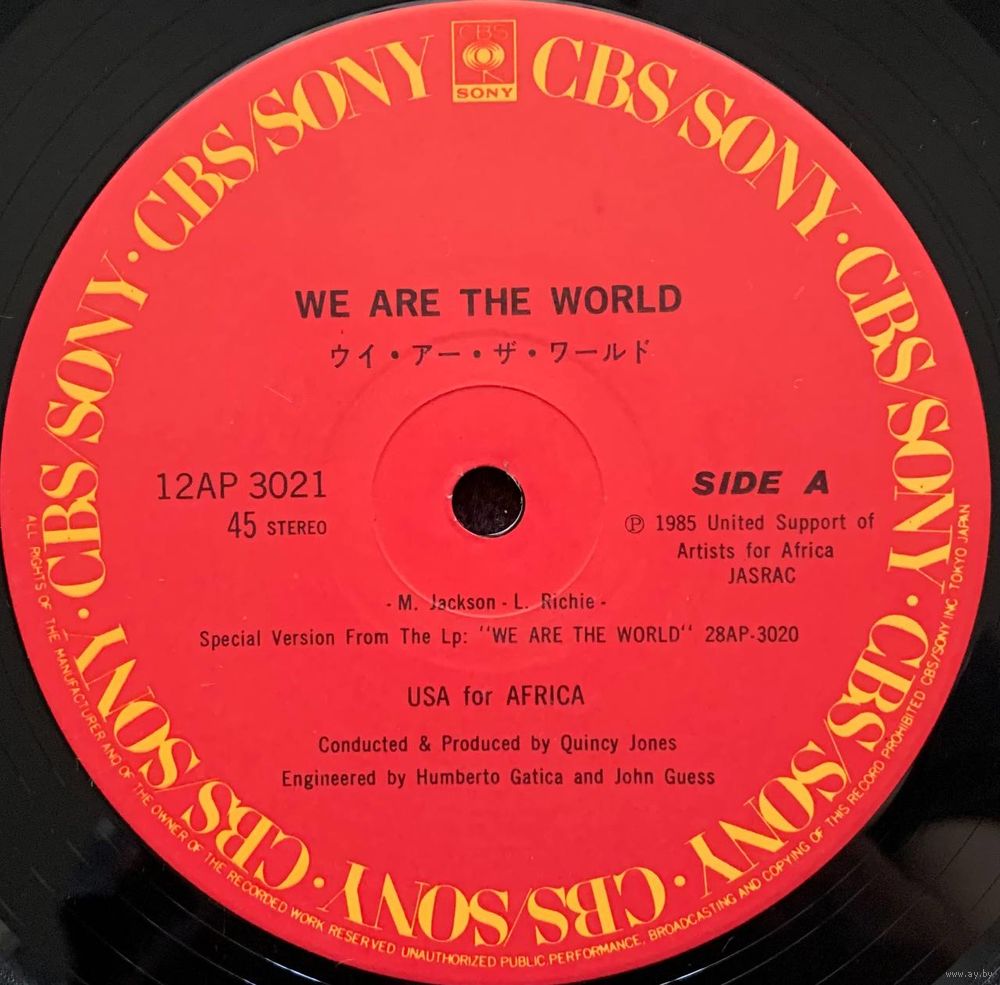 CBS
SONY
CBS/SONY · CBS/SONY · CBS/SONY · CBS/SONY · CBS/SONY · CBS/SONY · CBS/SONY · CBS/SONY · CBS/SONY
WE ARE THE WORLD
ウイ・アー・ザ・ワールド
12AP 3021
45 STEREO
SIDE A
Ⓟ 1985 United Support of
Artists for Africa
JASRAC
- M. Jackson - L. Richie -
Special Version From The Lp: "WE ARE THE WORLD" 28AP-3020
USA for AFRICA
Conducted & Produced by Quincy Jones
Engineered by Humberto Gatica and John Guess
ALL RIGHTS OF THE MANUFACTURER AND OF THE OWNER OF THE RECORDED WORK RESERVED UNAUTHORIZED PUBLIC PERFORMANCE, BROADCASTING AND COPYING OF THIS RECORD PROHIBITED CBS/SONY INC TOKYO JAPAN
www.ay.by